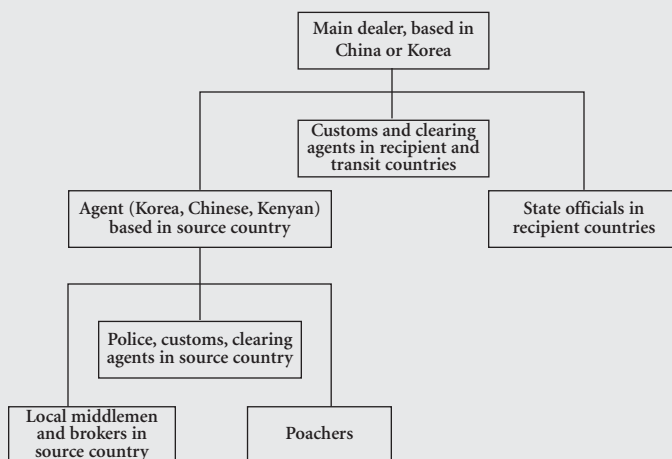 Main dealer, based in
China or Korea
Customs and clearing
agents in recipient and
transit countries
Agent (Korea, Chinese, Kenyan)
based in source country
State officials in
recipient countries
Police, customs, clearing
agents in source country
Local middlemen
and brokers in
source country
Poachers